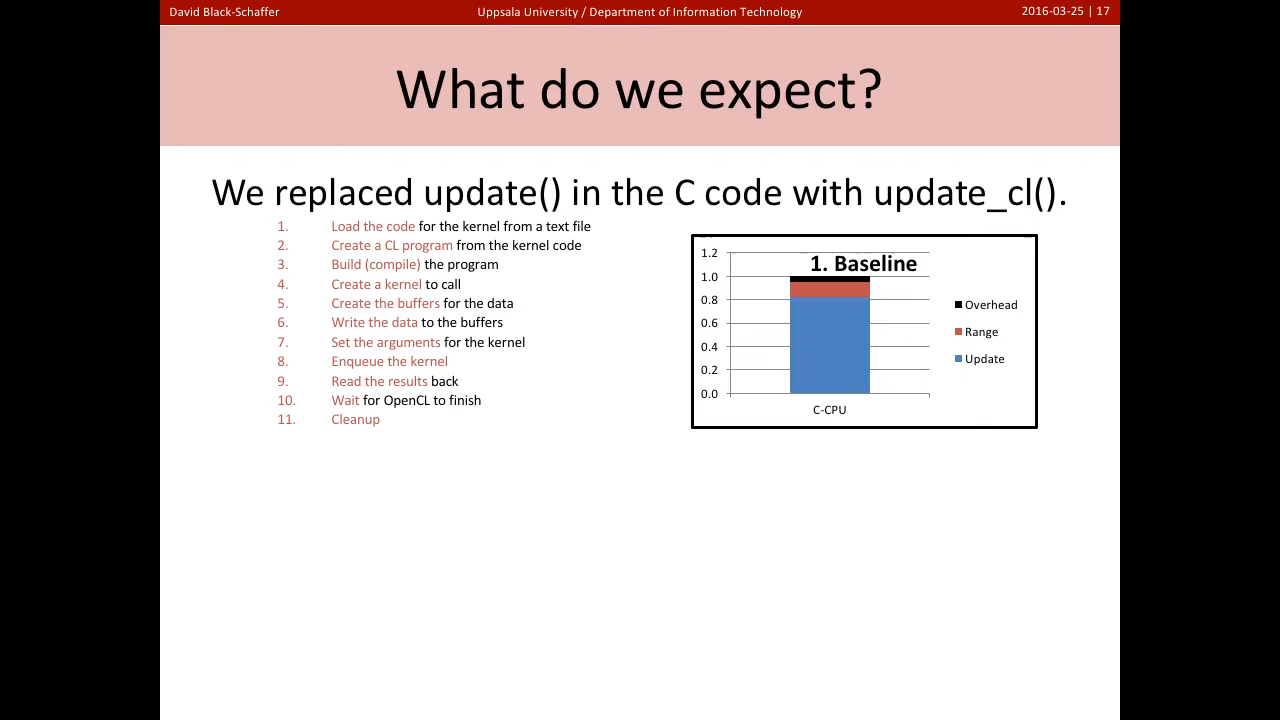 David Black-Schaffer
Uppsala University / Department of Information Technology
2016-03-25 | 17
What do we expect?
We replaced update() in the C code with update_cl().
1. Load the code for the kernel from a text file
2. Create a CL program from the kernel code
3. Build (compile) the program
4. Create a kernel to call
5. Create the buffers for the data
6. Write the data to the buffers
7. Set the arguments for the kernel
8. Enqueue the kernel
9. Read the results back
10. Wait for OpenCL to finish
11. Cleanup
1. Baseline
1.2
1.0
0.8
0.6
0.4
0.2
0.0
C-CPU
Overhead
Range
Update